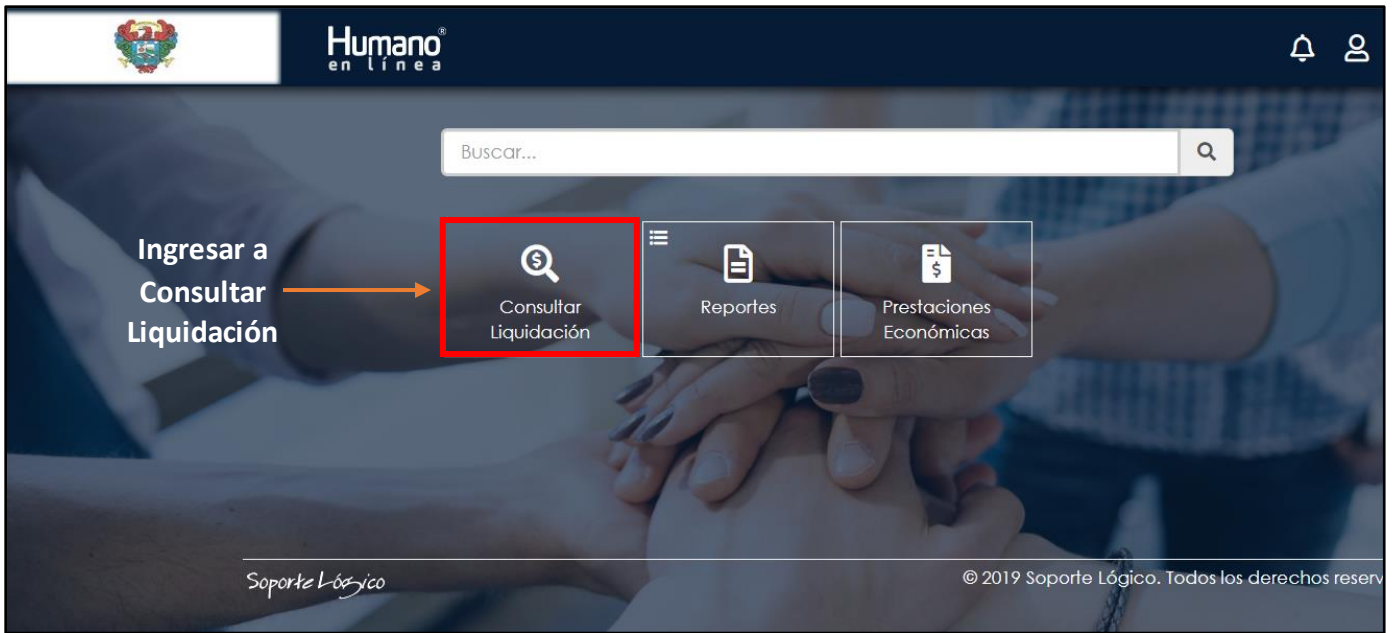 Humano®
en línea
Buscar...
Ingresar a
Consultar
Liquidación
Consultar
Liquidación
Reportes
Prestaciones
Económicas
Soporte Lógico
© 2019 Soporte Lógico. Todos los derechos reserv